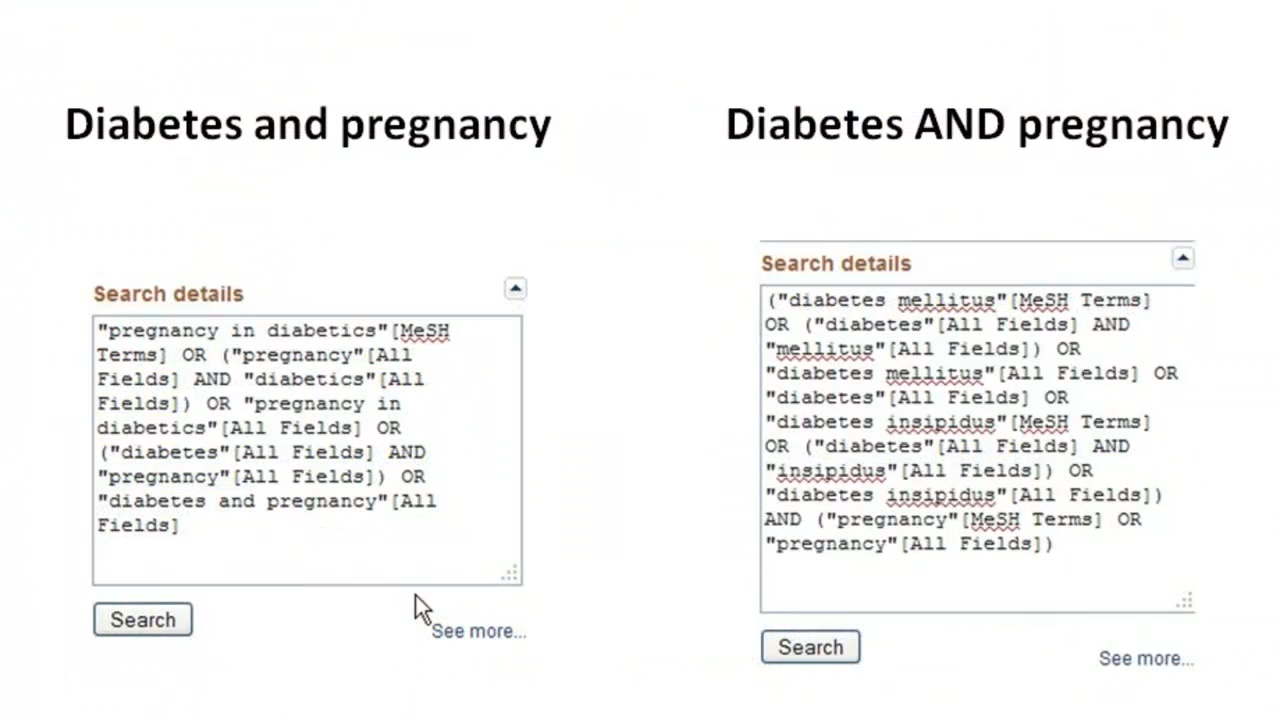 Diabetes and pregnancy
Search details
"pregnancy in diabetics"[MeSH
Terms] OR ("pregnancy"[All
Fields] AND "diabetics"[All
Fields]) OR "pregnancy in
diabetics"[All Fields] OR
("diabetes"[All Fields] AND
"pregnancy"[All Fields]) OR
"diabetes and pregnancy"[All
Fields]
Search
See more...
Diabetes AND pregnancy
Search details
("diabetes mellitus"[MeSH Terms]
OR ("diabetes"[All Fields] AND
"mellitus"[All Fields]) OR
"diabetes mellitus"[All Fields] OR
"diabetes"[All Fields] OR
"diabetes insipidus"[MeSH Terms]
OR ("diabetes"[All Fields] AND
"insipidus"[All Fields]) OR
"diabetes insipidus"[All Fields])
AND ("pregnancy"[MeSH Terms] OR
"pregnancy"[All Fields])
Search
See more...